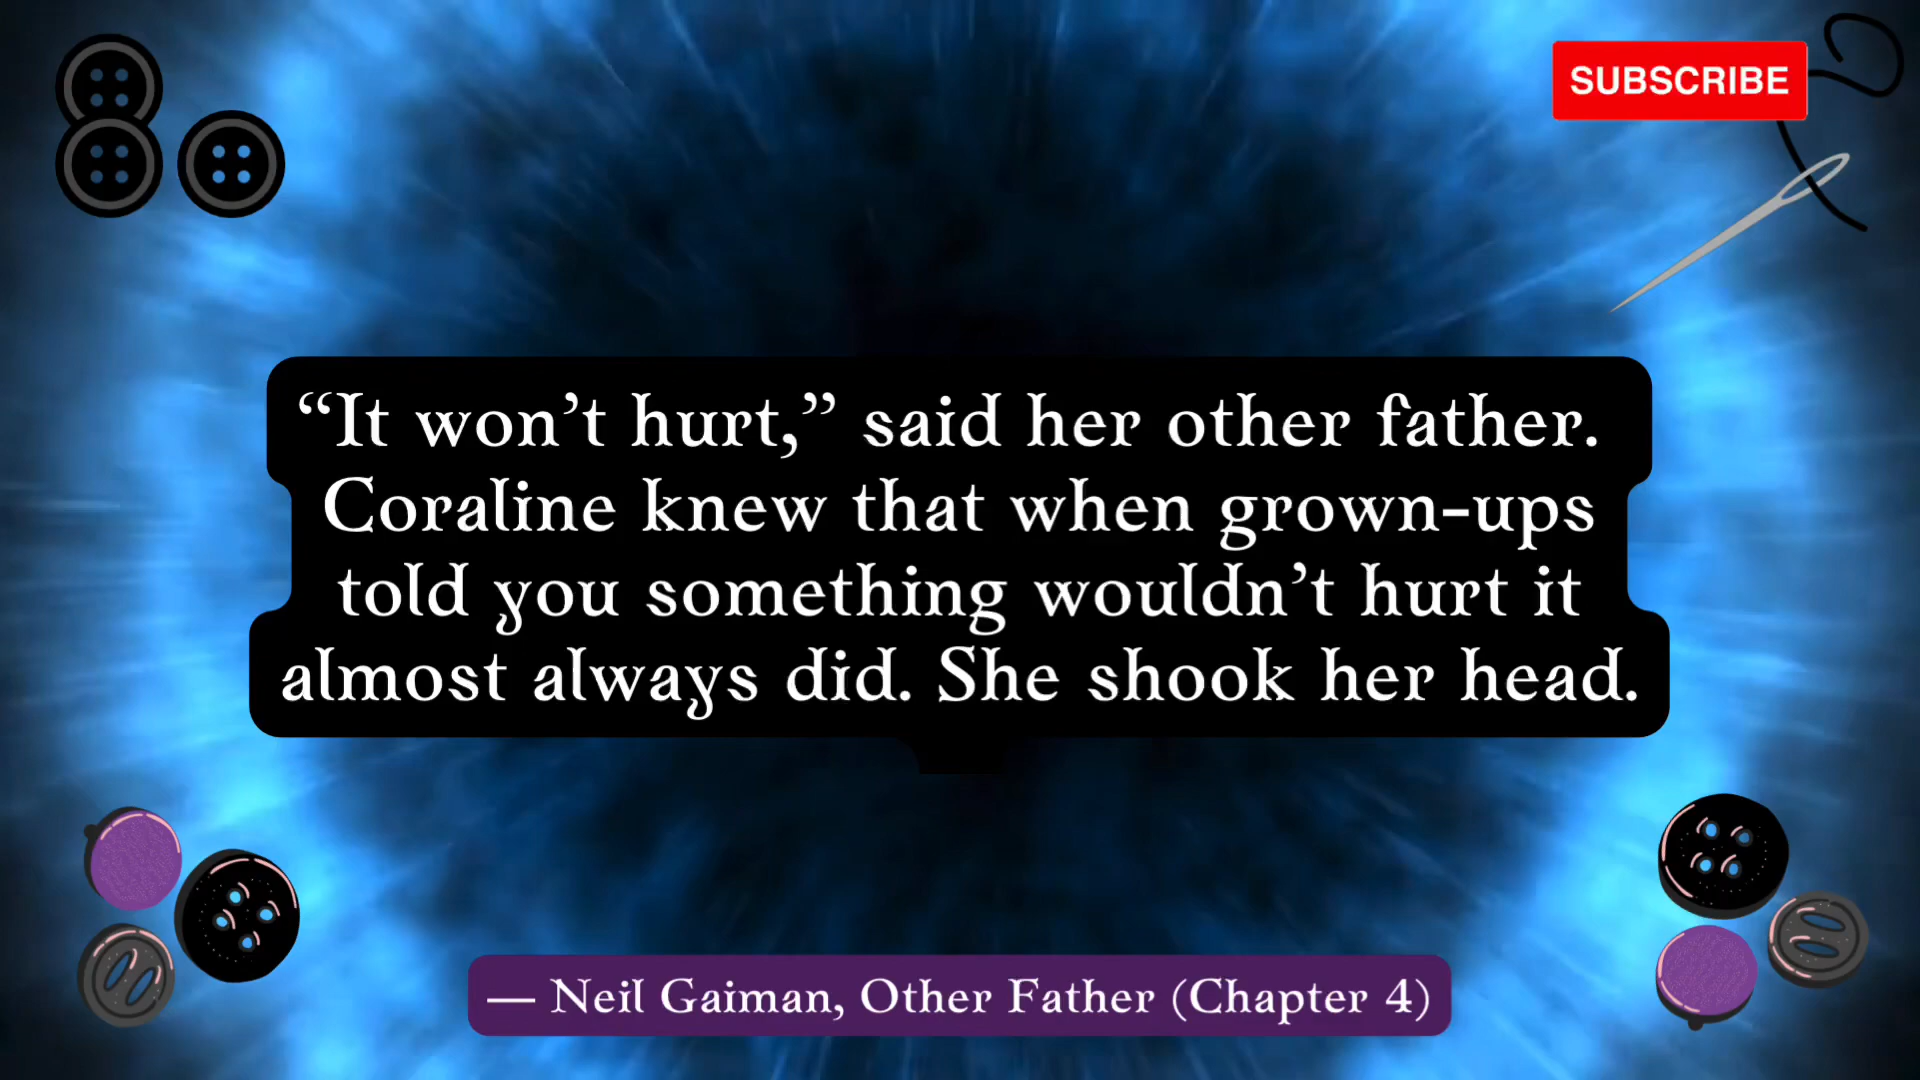 SUBSCRIBE
“It won’t hurt,” said her other father.
Coraline knew that when grown-ups
told you something wouldn’t hurt it
almost always did. She shook her head.
— Neil Gaiman, Other Father (Chapter 4)